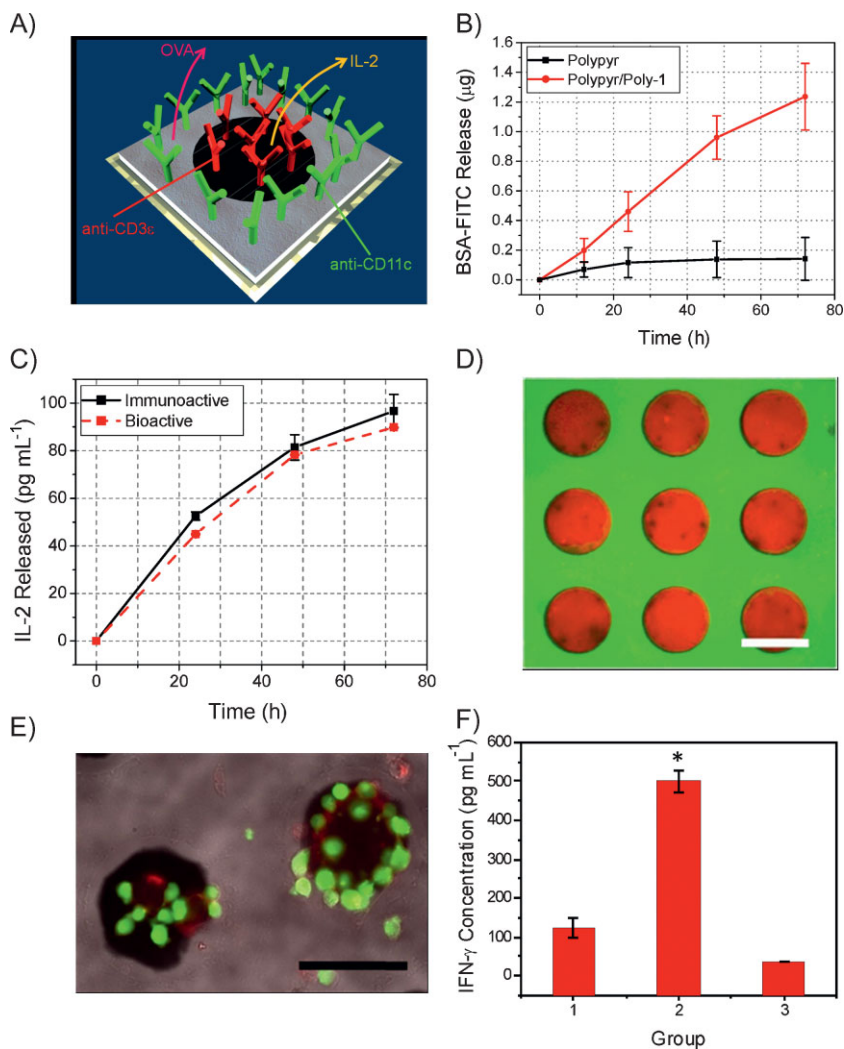 A)
OVA
IL-2
anti-CD3ε
anti-CD11c
B)
1.6
1.4
1.2
1.0
0.8
0.6
0.4
0.2
0.0
BSA-FITC Release (μg)
Polypyr
Polypyr/Poly-1
0 20 40 60 80
Time (h)
C)
100
80
60
40
20
0
IL-2 Released (pg mL⁻¹)
Immunoactive
Bioactive
0 20 40 60 80
Time (h)
D)
E)
F)
600
500
400
300
200
100
0
IFN-γ Concentration (pg mL⁻¹)
*
1 2 3
Group